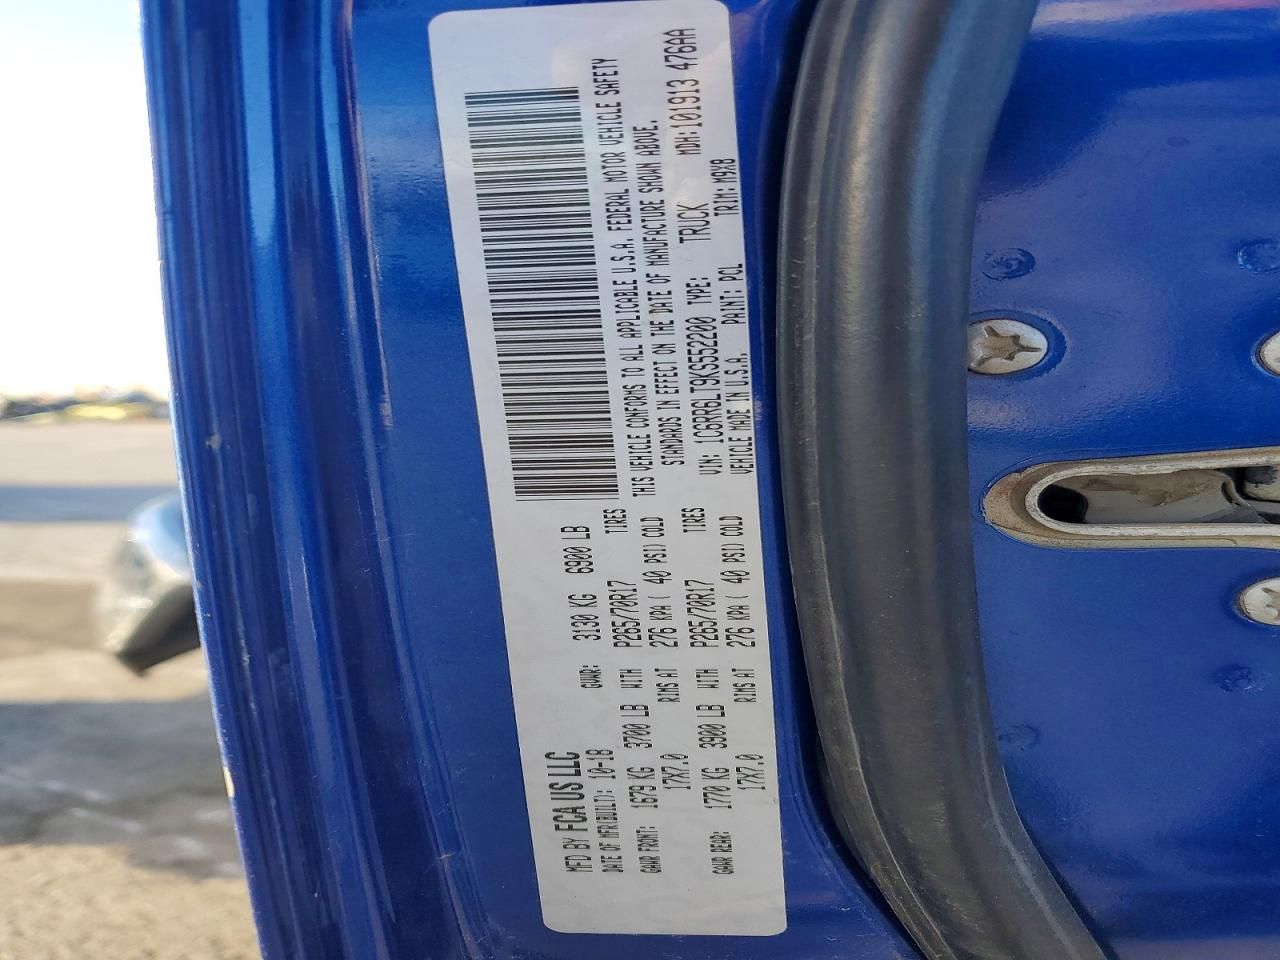 MFD BY FCA US LLC
DATE OF MFR(BUILT): 10-18 GVWR: 3130 KG 6900 LB
GAWR FRONT: 1679 KG 3700 LB WITH P265/70R17 TIRES
17X7.0 RIMS AT 276 KPA ( 40 PSI) COLD
GAWR REAR: 1770 KG 3900 LB WITH P265/70R17 TIRES
17X7.0 RIMS AT 276 KPA ( 40 PSI) COLD
THIS VEHICLE CONFORMS TO ALL APPLICABLE U.S.A. FEDERAL MOTOR VEHICLE SAFETY
STANDARDS IN EFFECT ON THE DATE OF MANUFACTURE SHOWN ABOVE.
VIN: 1C6RR6LT9KS552200 TYPE: TRUCK MDH:101913 476AA
VEHICLE MADE IN U.S.A. PAINT: PCL TRIM: M9X8